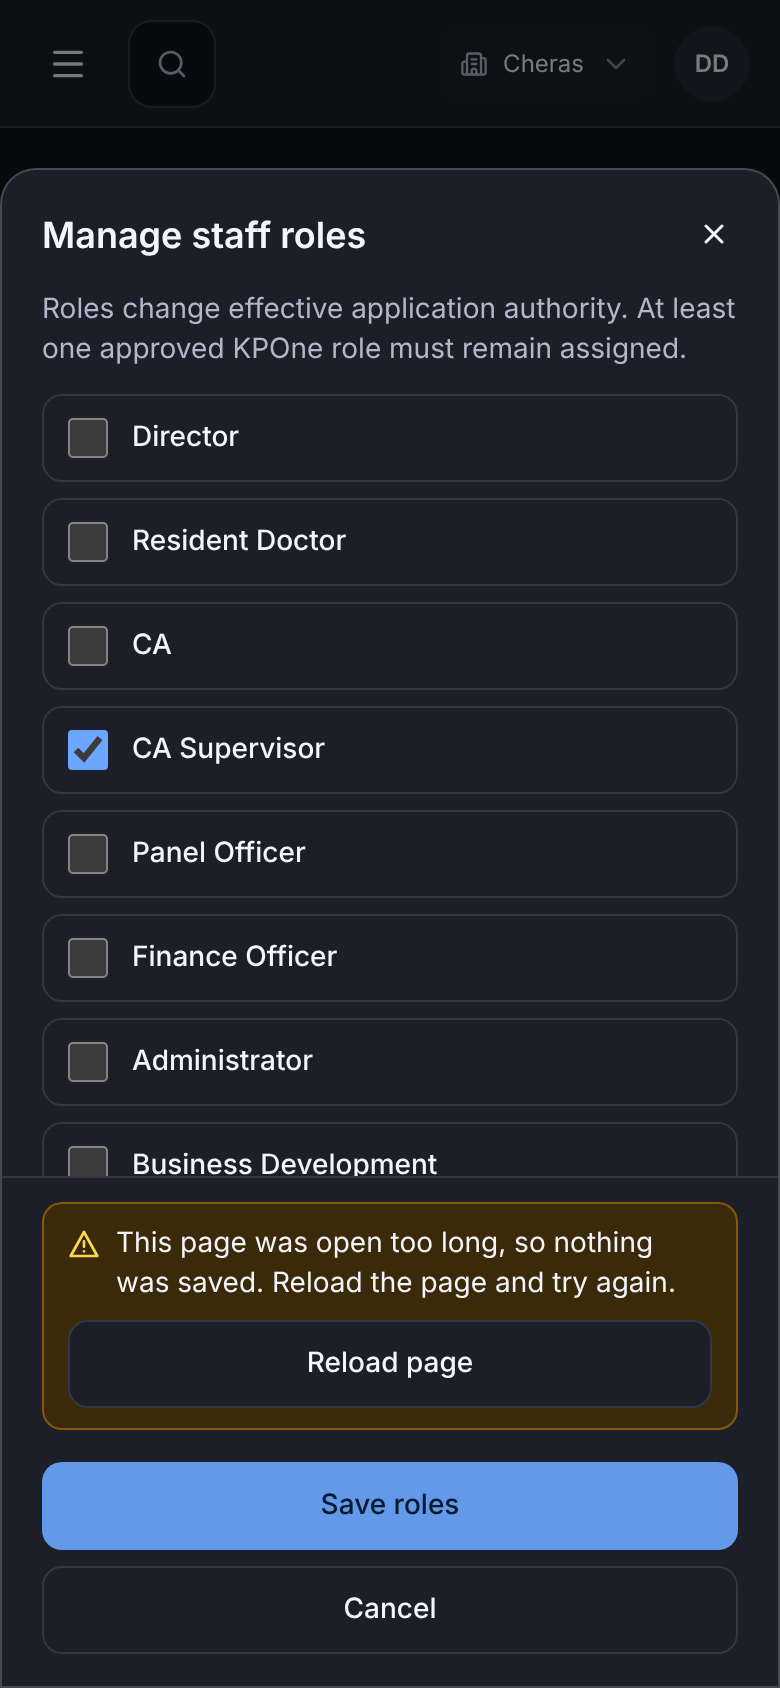 Cheras
DD
Manage staff roles
Roles change effective application authority. At least
one approved KPOne role must remain assigned.
Director
Resident Doctor
CA
CA Supervisor
Panel Officer
Finance Officer
Administrator
Business Development
This page was open too long, so nothing
was saved. Reload the page and try again.
Reload page
Save roles
Cancel